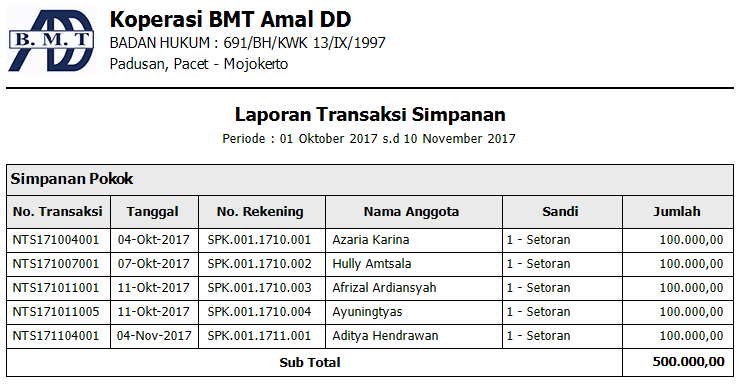 B. M. T
Koperasi BMT Amal DD
BADAN HUKUM : 691/BH/KWK 13/IX/1997
Padusan, Pacet - Mojokerto
Laporan Transaksi Simpanan
Periode : 01 Oktober 2017 s.d 10 November 2017
Simpanan Pokok
No. Transaksi Tanggal No. Rekening Nama Anggota Sandi Jumlah
NTS171004001 04-Okt-2017 SPK.001.1710.001 Azaria Karina 1 - Setoran 100.000,00
NTS171007001 07-Okt-2017 SPK.001.1710.002 Hully Amtsala 1 - Setoran 100.000,00
NTS171011001 11-Okt-2017 SPK.001.1710.003 Afrizal Ardiansyah 1 - Setoran 100.000,00
NTS171011005 11-Okt-2017 SPK.001.1710.004 Ayuningtyas 1 - Setoran 100.000,00
NTS171104001 04-Nov-2017 SPK.001.1711.001 Aditya Hendrawan 1 - Setoran 100.000,00
Sub Total 500.000,00